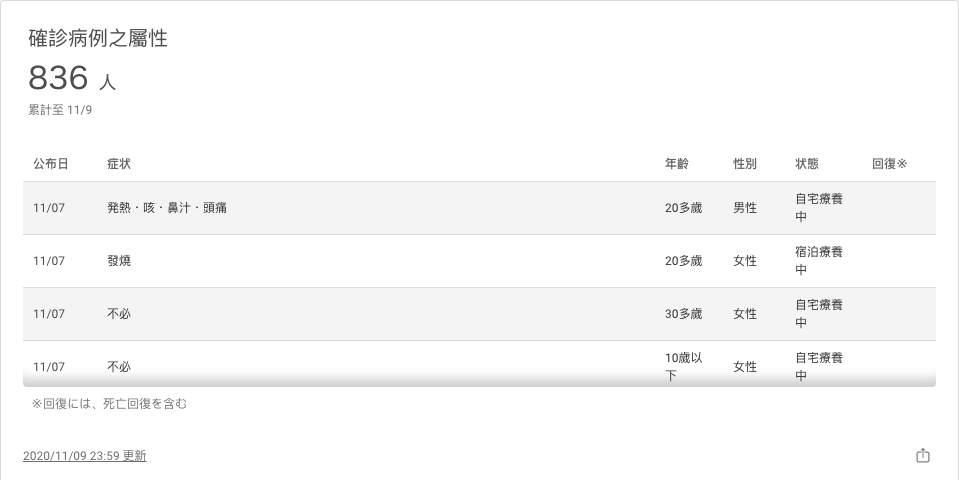 確診病例之屬性
836 人
累計至 11/9
公布日 症状 年齡 性別 状態 回復※
11/07 発熱・咳・鼻汁・頭痛 20多歲 男性 自宅療養
中
11/07 發燒 20多歲 女性 宿泊療養
中
11/07 不必 30多歲 女性 自宅療養
中
11/07 不必 10歲以
下 女性 自宅療養
中
※回復には、死亡回復を含む
2020/11/09 23:59 更新